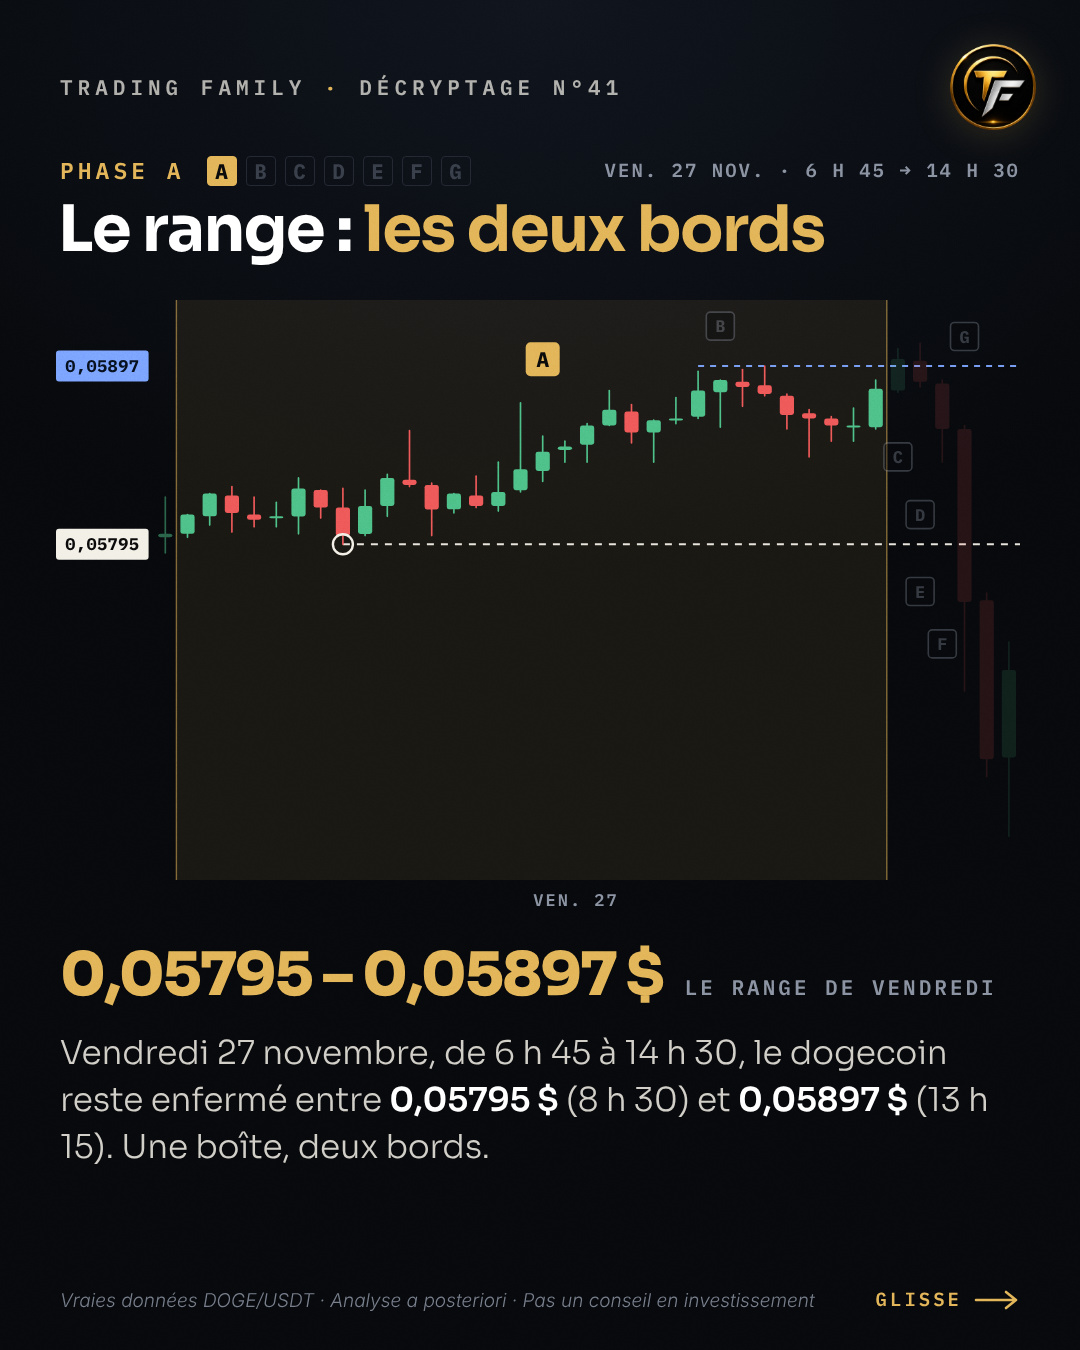 TRADING FAMILY · DÉCRYPTAGE N°41
TF
PHASE A A B C D E F G
VEN. 27 NOV. · 6 H 45 → 14 H 30
Le range : les deux bords
B
G
A
0,05897
C
D
0,05795
E
F
VEN. 27
0,05795 – 0,05897 $ LE RANGE DE VENDREDI
Vendredi 27 novembre, de 6 h 45 à 14 h 30, le dogecoin
reste enfermé entre 0,05795 $ (8 h 30) et 0,05897 $ (13 h
15). Une boîte, deux bords.
Vraies données DOGE/USDT · Analyse a posteriori · Pas un conseil en investissement
GLISSE →